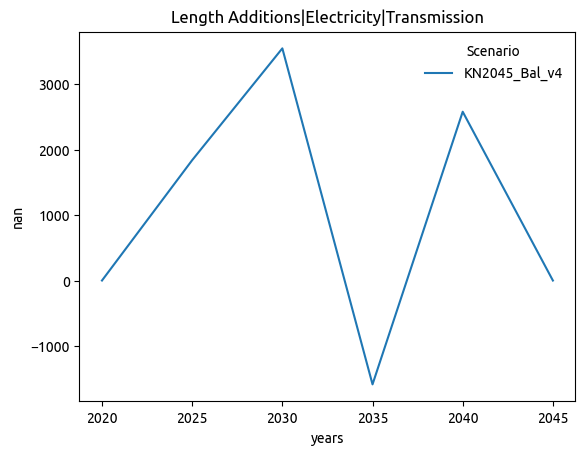 Length Additions|Electricity|Transmission
Scenario
KN2045_Bal_v4
3000
2000
1000
0
−1000
nan
2020 2025 2030 2035 2040 2045
years